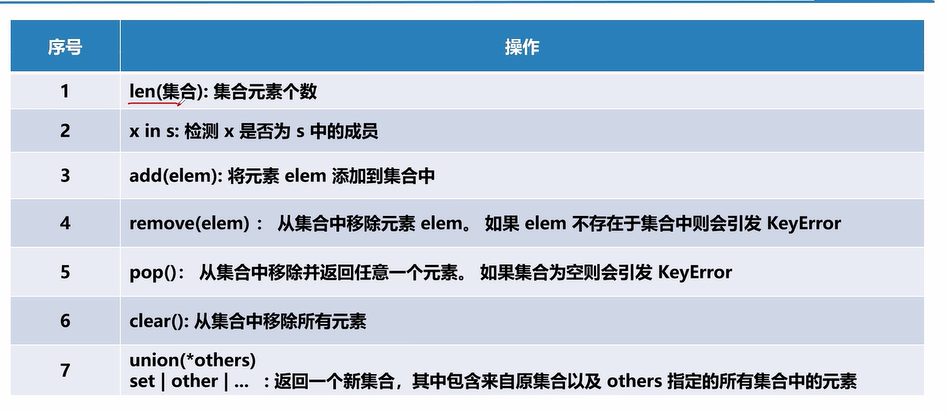 序号 操作
1 len(集合): 集合元素个数
2 x in s: 检测 x 是否为 s 中的成员
3 add(elem): 将元素 elem 添加到集合中
4 remove(elem) ： 从集合中移除元素 elem。 如果 elem 不存在于集合中则会引发 KeyError
5 pop()： 从集合中移除并返回任意一个元素。 如果集合为空则会引发 KeyError
6 clear(): 从集合中移除所有元素
7 union(*others)
set | other | ... : 返回一个新集合，其中包含来自原集合以及 others 指定的所有集合中的元素